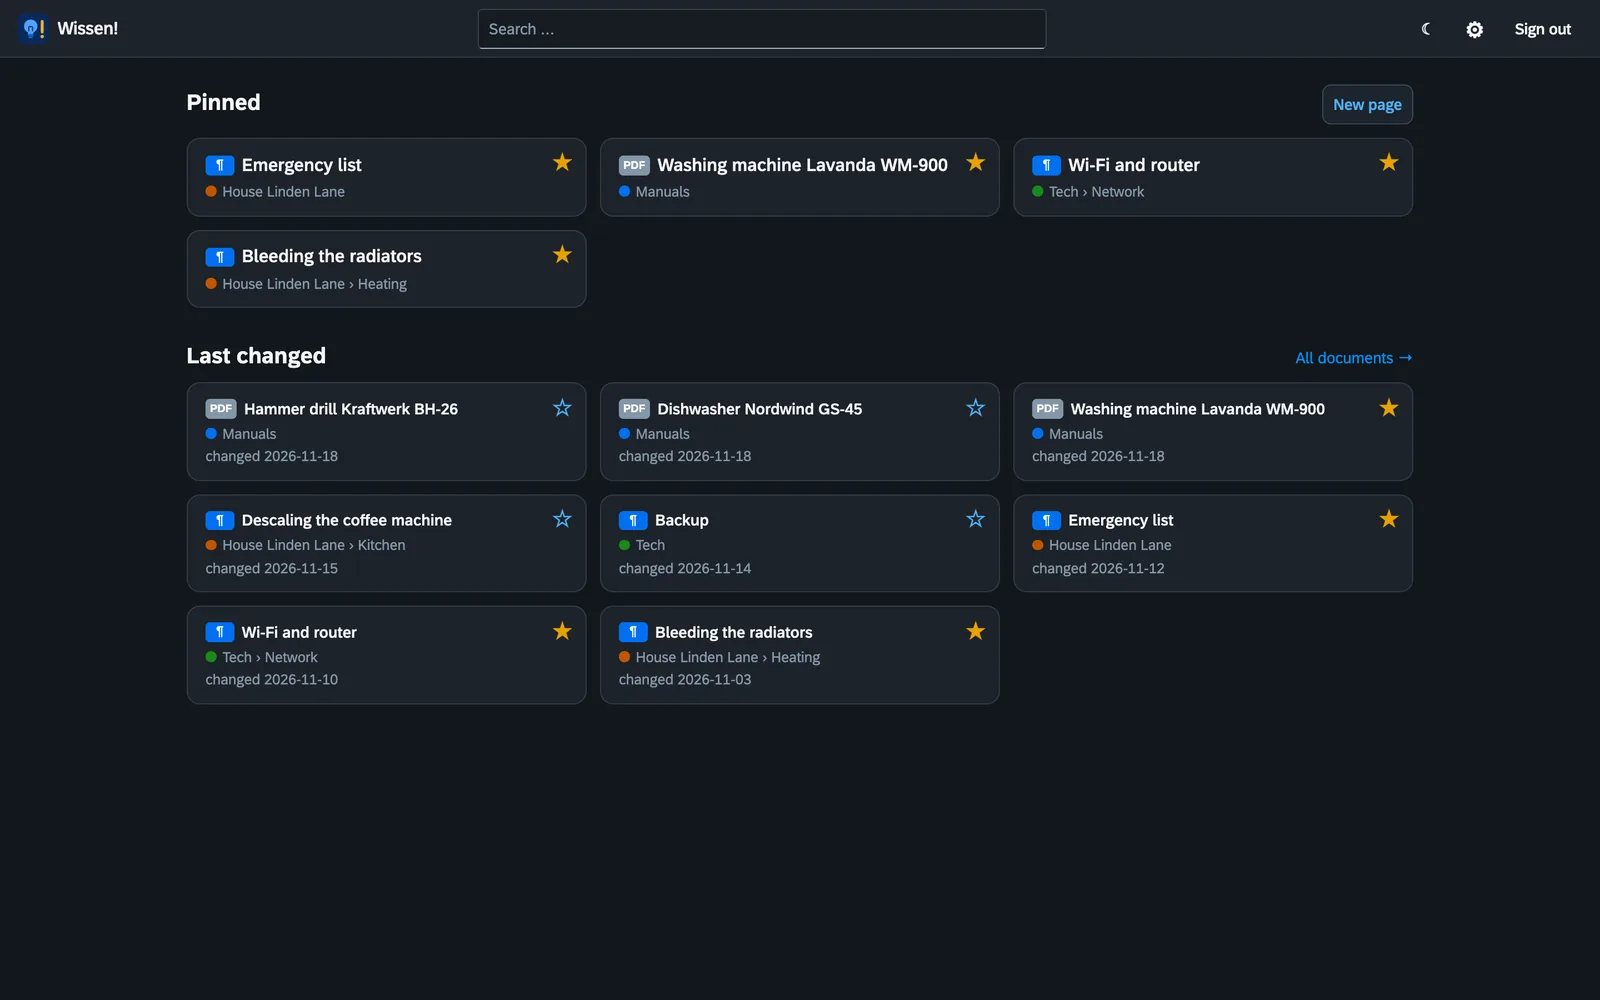 Wissen!
Search ...
Sign out
Pinned
New page
¶ Emergency list
House Linden Lane
PDF Washing machine Lavanda WM-900
Manuals
¶ Wi-Fi and router
Tech › Network
¶ Bleeding the radiators
House Linden Lane › Heating
Last changed
All documents →
PDF Hammer drill Kraftwerk BH-26
Manuals
changed 2026-11-18
PDF Dishwasher Nordwind GS-45
Manuals
changed 2026-11-18
PDF Washing machine Lavanda WM-900
Manuals
changed 2026-11-18
¶ Descaling the coffee machine
House Linden Lane › Kitchen
changed 2026-11-15
¶ Backup
Tech
changed 2026-11-14
¶ Emergency list
House Linden Lane
changed 2026-11-12
¶ Wi-Fi and router
Tech › Network
changed 2026-11-10
¶ Bleeding the radiators
House Linden Lane › Heating
changed 2026-11-03